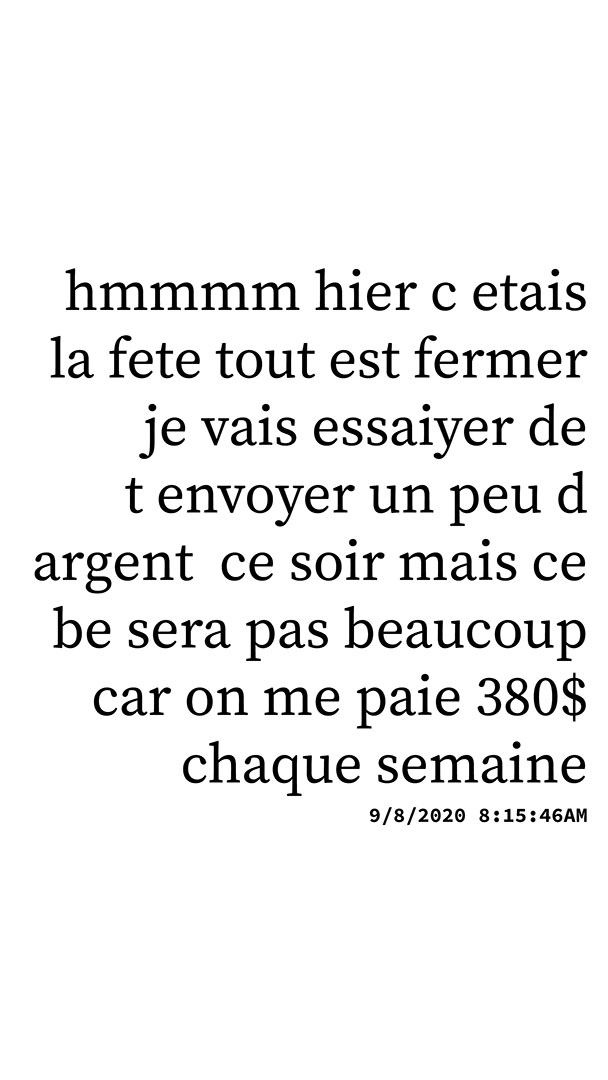 hmmmm hier c etais
la fete tout est fermer
je vais essaiyer de
t envoyer un peu d
argent  ce soir mais ce
be sera pas beaucoup
car on me paie 380$
chaque semaine
9/8/2020 8:15:46AM